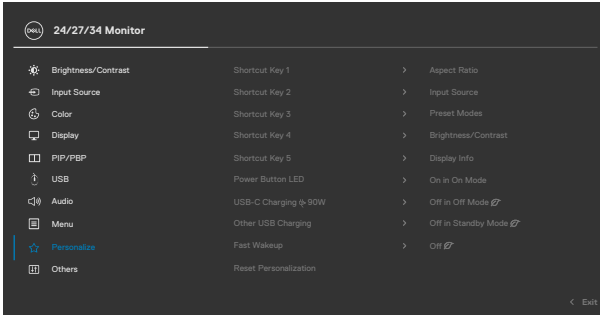 DELL 24/27/34 Monitor
Brightness/Contrast Shortcut Key 1 > Aspect Ratio
Input Source Shortcut Key 2 > Input Source
Color Shortcut Key 3 > Preset Modes
Display Shortcut Key 4 > Brightness/Contrast
PIP/PBP Shortcut Key 5 > Display Info
USB Power Button LED > On in On Mode
Audio USB-C Charging 90W > Off in Off Mode
Menu Other USB Charging > Off in Standby Mode
Personalize Fast Wakeup > Off
Others Reset Personalization
< Exit